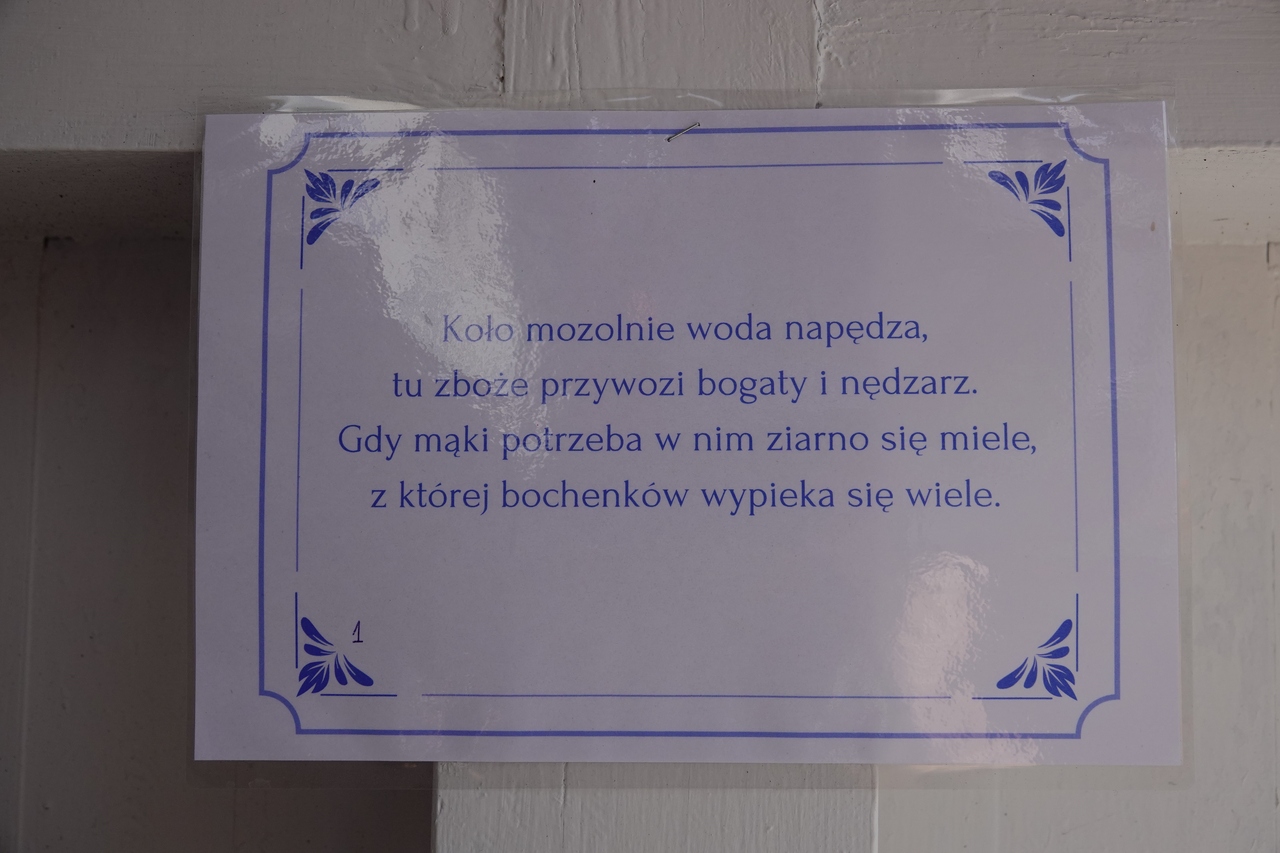 Koło mozolnie woda napędza,
tu zboże przywozi bogaty i nędzarz.
Gdy mąki potrzeba w nim ziarno się miele,
z której bochenków wypieka się wiele.
1